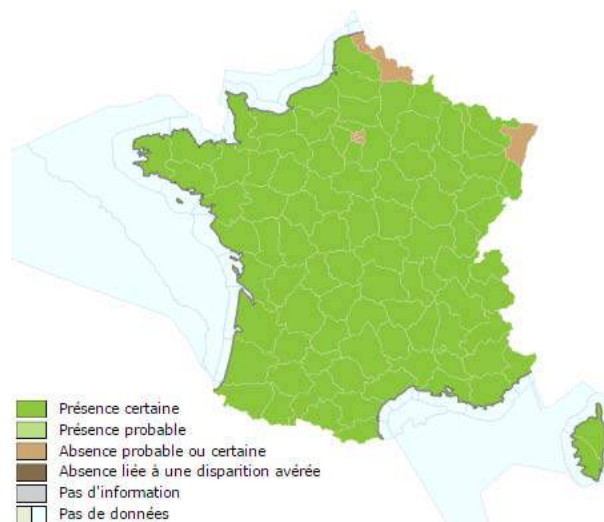 Présence certaine
Présence probable
Absence probable ou certaine
Absence liée à une disparition avérée
Pas d'information
Pas de données